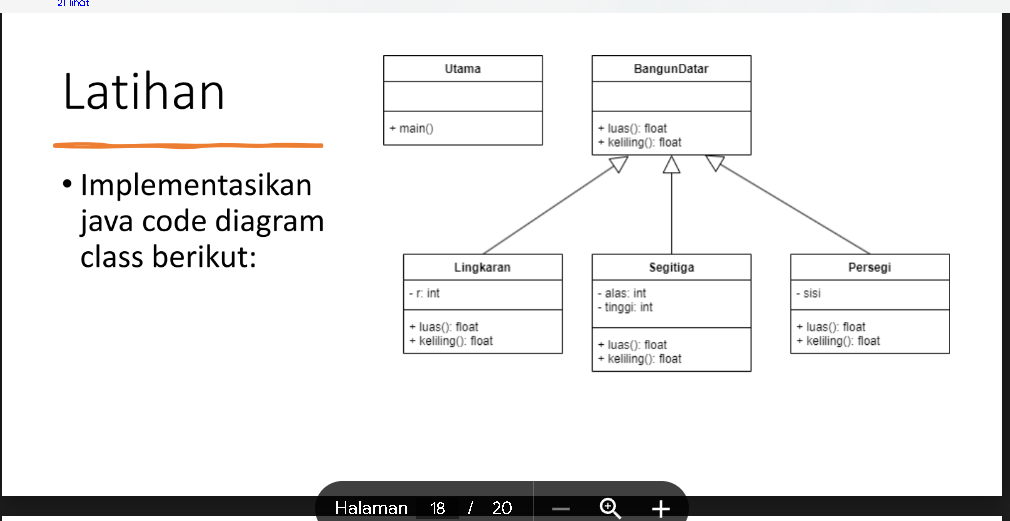 21 lihat
Latihan
• Implementasikan
java code diagram
class berikut:
Utama
+ main()
BangunDatar
+ luas(): float
+ keliling(): float
Lingkaran
- r: int
+ luas(): float
+ keliling(): float
Segitiga
- alas: int
- tinggi: int
+ luas(): float
+ keliling(): float
Persegi
- sisi
+ luas(): float
+ keliling(): float
Halaman 18 / 20